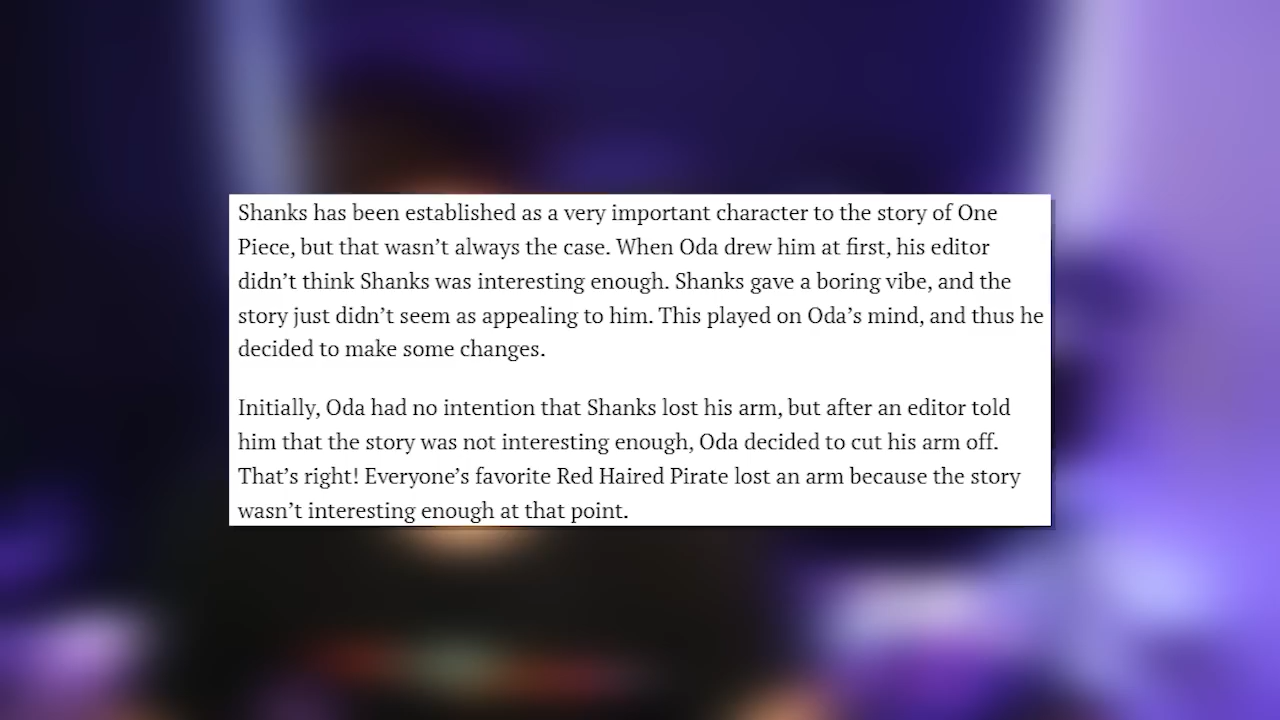 Shanks has been established as a very important character to the story of One
Piece, but that wasn’t always the case. When Oda drew him at first, his editor
didn’t think Shanks was interesting enough. Shanks gave a boring vibe, and the
story just didn’t seem as appealing to him. This played on Oda’s mind, and thus he
decided to make some changes.
Initially, Oda had no intention that Shanks lost his arm, but after an editor told
him that the story was not interesting enough, Oda decided to cut his arm off.
That’s right! Everyone’s favorite Red Haired Pirate lost an arm because the story
wasn’t interesting enough at that point.